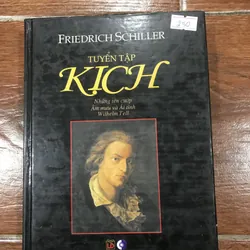 FRIEDRICH SCHILLER
TUYỂN TẬP
KỊCH
Những tên cướp
Âm mưu và Ái tình
Wilhelm Tell